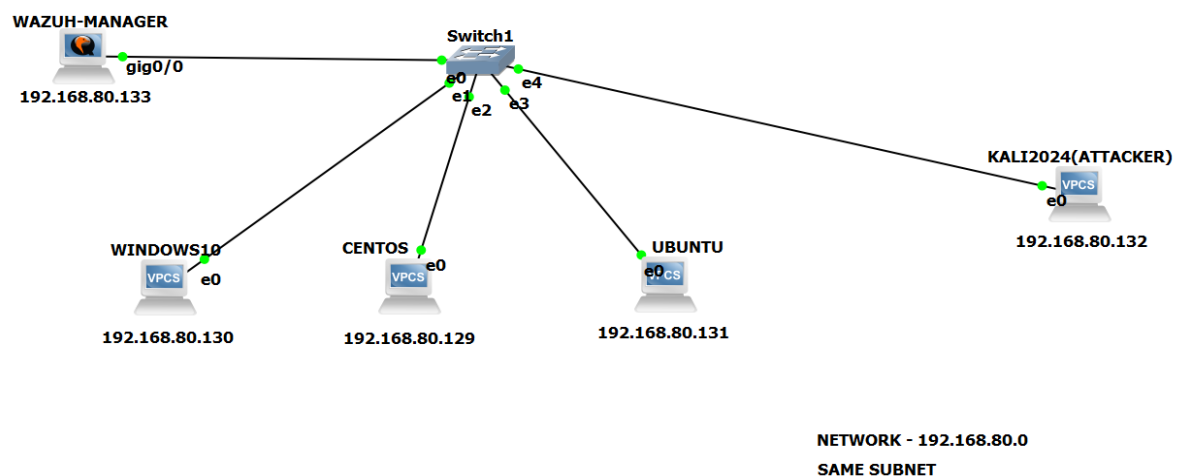 WAZUH-MANAGER
gig0/0
192.168.80.133
Switch1
e0
e1
e2
e3
e4
KALI2024(ATTACKER)
VPCS
e0
192.168.80.132
WINDOWS10
VPCS
e0
192.168.80.130
CENTOS
VPCS
e0
192.168.80.129
UBUNTU
e0
VPCS
192.168.80.131
NETWORK - 192.168.80.0
SAME SUBNET